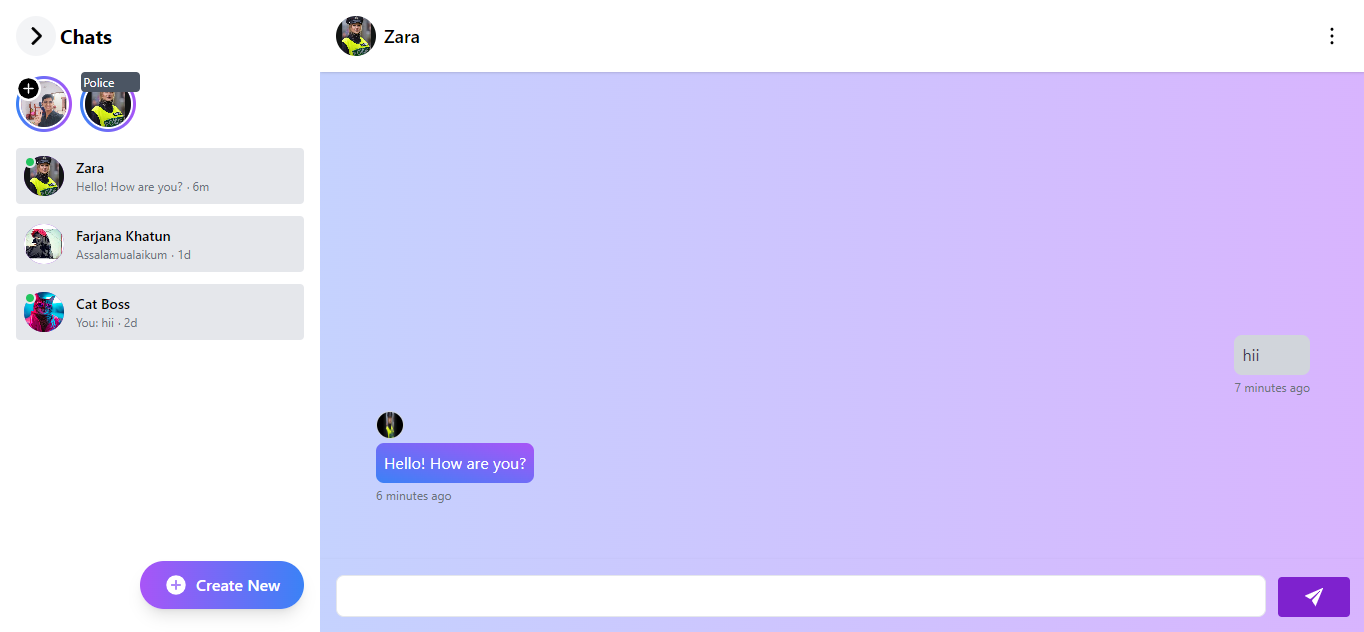 Chats
Police
Zara
Hello! How are you? · 6m
Farjana Khatun
Assalamualaikum · 1d
Cat Boss
You: hii · 2d
Create New
Zara
hii
7 minutes ago
Hello! How are you?
6 minutes ago